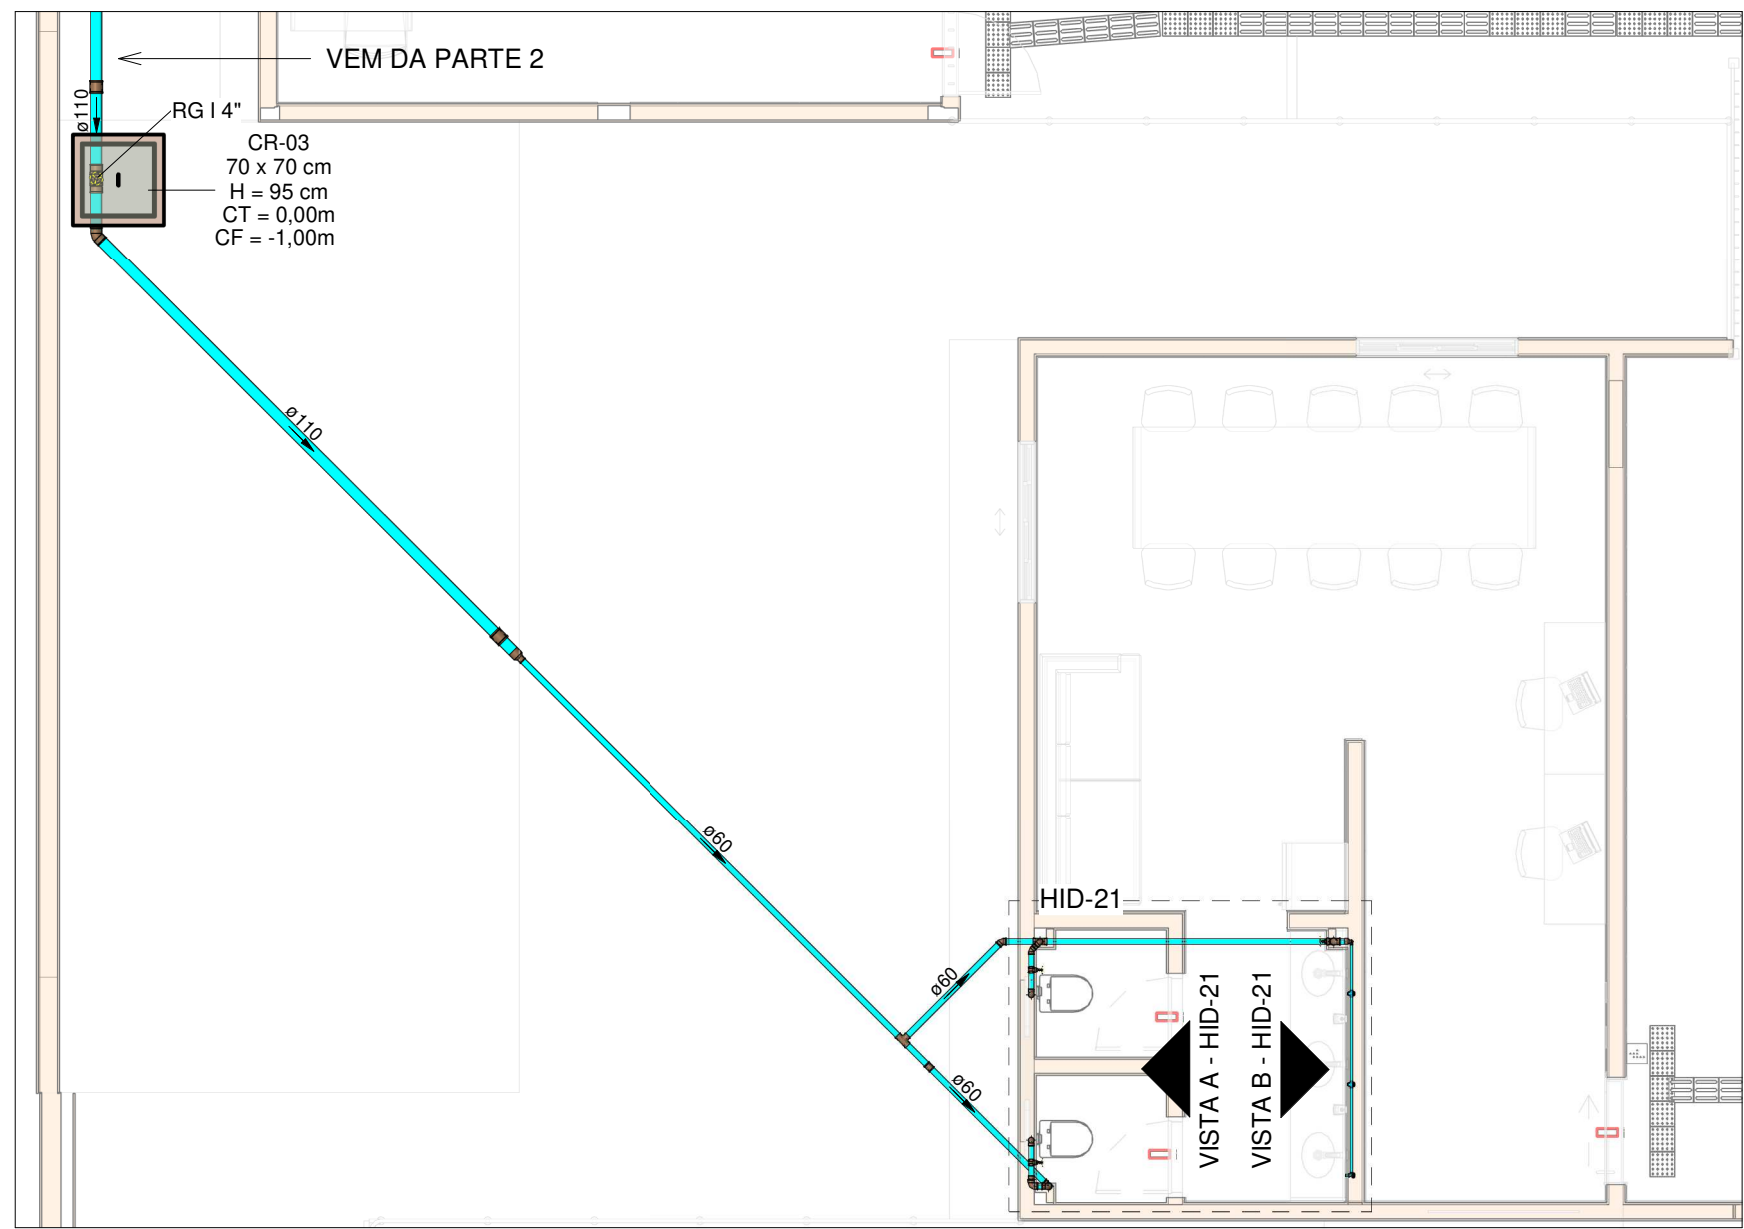 VEM DA PARTE 2
ø110
RG I 4"
CR-03
70 x 70 cm
H = 95 cm
CT = 0,00m
CF = -1,00m
ø110
ø60
HID-21
ø60
ø60
VISTA A - HID-21
VISTA B - HID-21